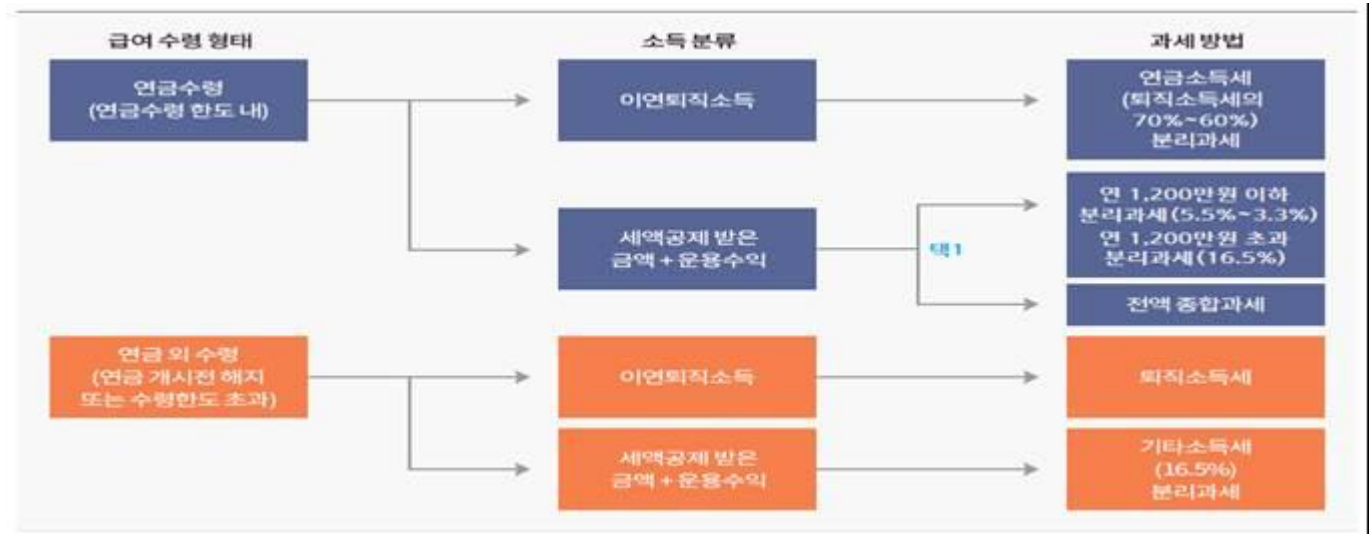 급여 수령 형태
소득 분류
과세 방법
연금수령
(연금수령 한도 내)
이연퇴직소득
연금소득세
(퇴직소득세의
70%~60%)
분리과세
세액공제 받은
금액 + 운용수익
택1
연 1,200만원 이하
분리과세(5.5%~3.3%)
연 1,200만원 초과
분리과세(16.5%)
전액 종합과세
연금 외 수령
(연금 개시전 해지
또는 수령한도 초과)
이연퇴직소득
퇴직소득세
세액공제 받은
금액 + 운용수익
기타소득세
(16.5%)
분리과세